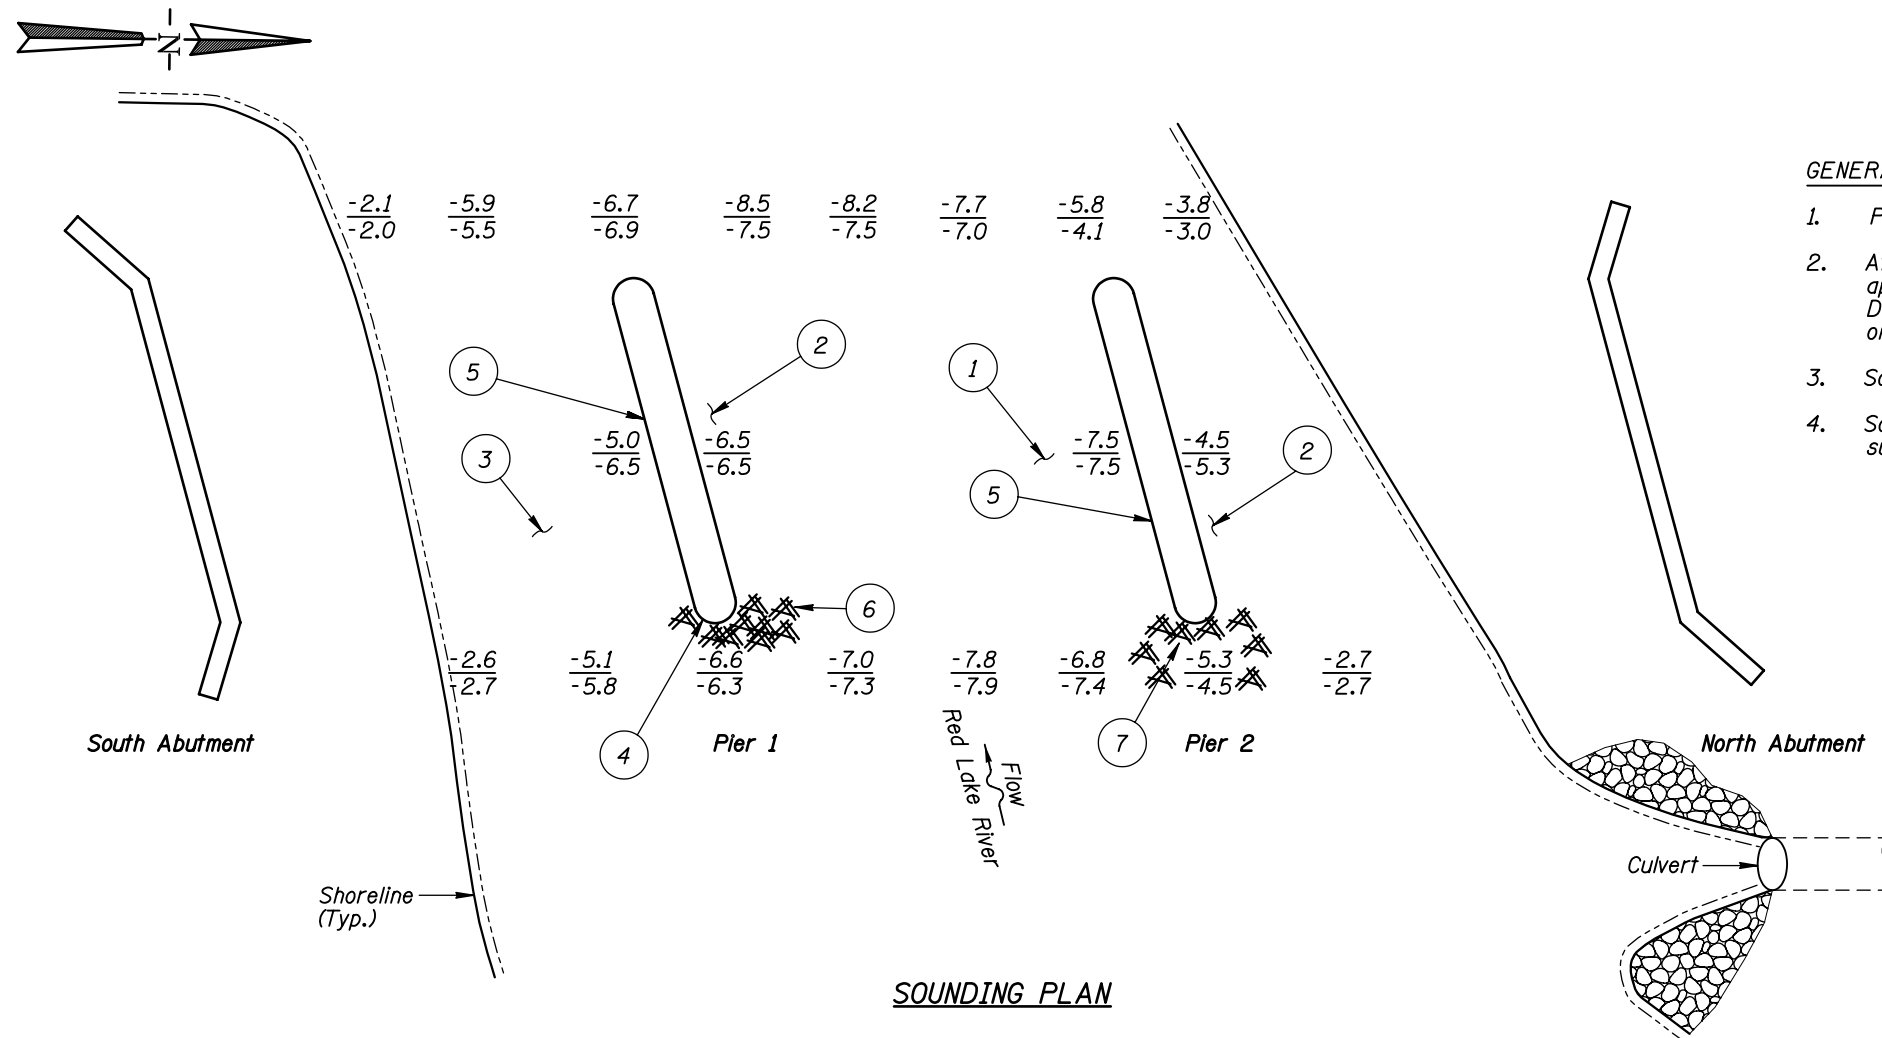 N
-2.1 -5.9 -6.7 -8.5 -8.2 -7.7 -5.8 -3.8
-2.0 -5.5 -6.9 -7.5 -7.5 -7.0 -4.1 -3.0
2
5
1
3
-5.0 -6.5 -7.5 -4.5
-6.5 -6.5 -7.5 -5.3
2
5
6
-2.6 -5.1 -6.6 -7.0 -7.8 -6.8 -5.3 -2.7
-2.7 -5.8 -6.3 -7.3 -7.9 -7.4 -4.5 -2.7
South Abutment
4
Pier 1
7
Pier 2
North Abutment
Flow
Red Lake River
Culvert
Shoreline
(Typ.)
SOUNDING PLAN
1.
2.
3.
4.